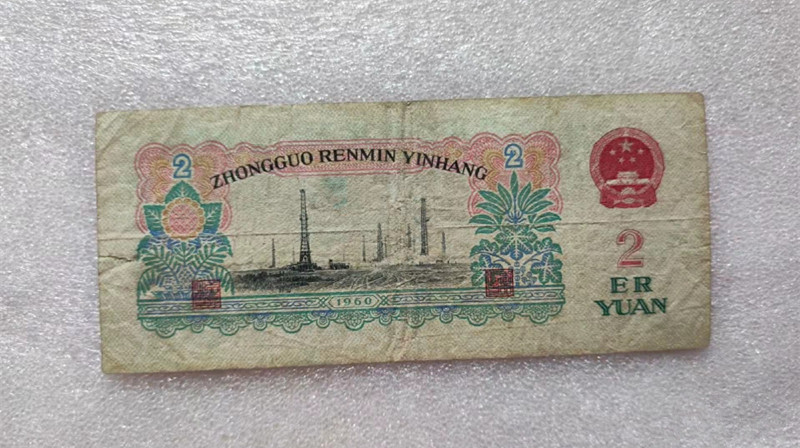 2
ZHONGGUO RENMIN YINHANG
2
1960
2
ER
YUAN